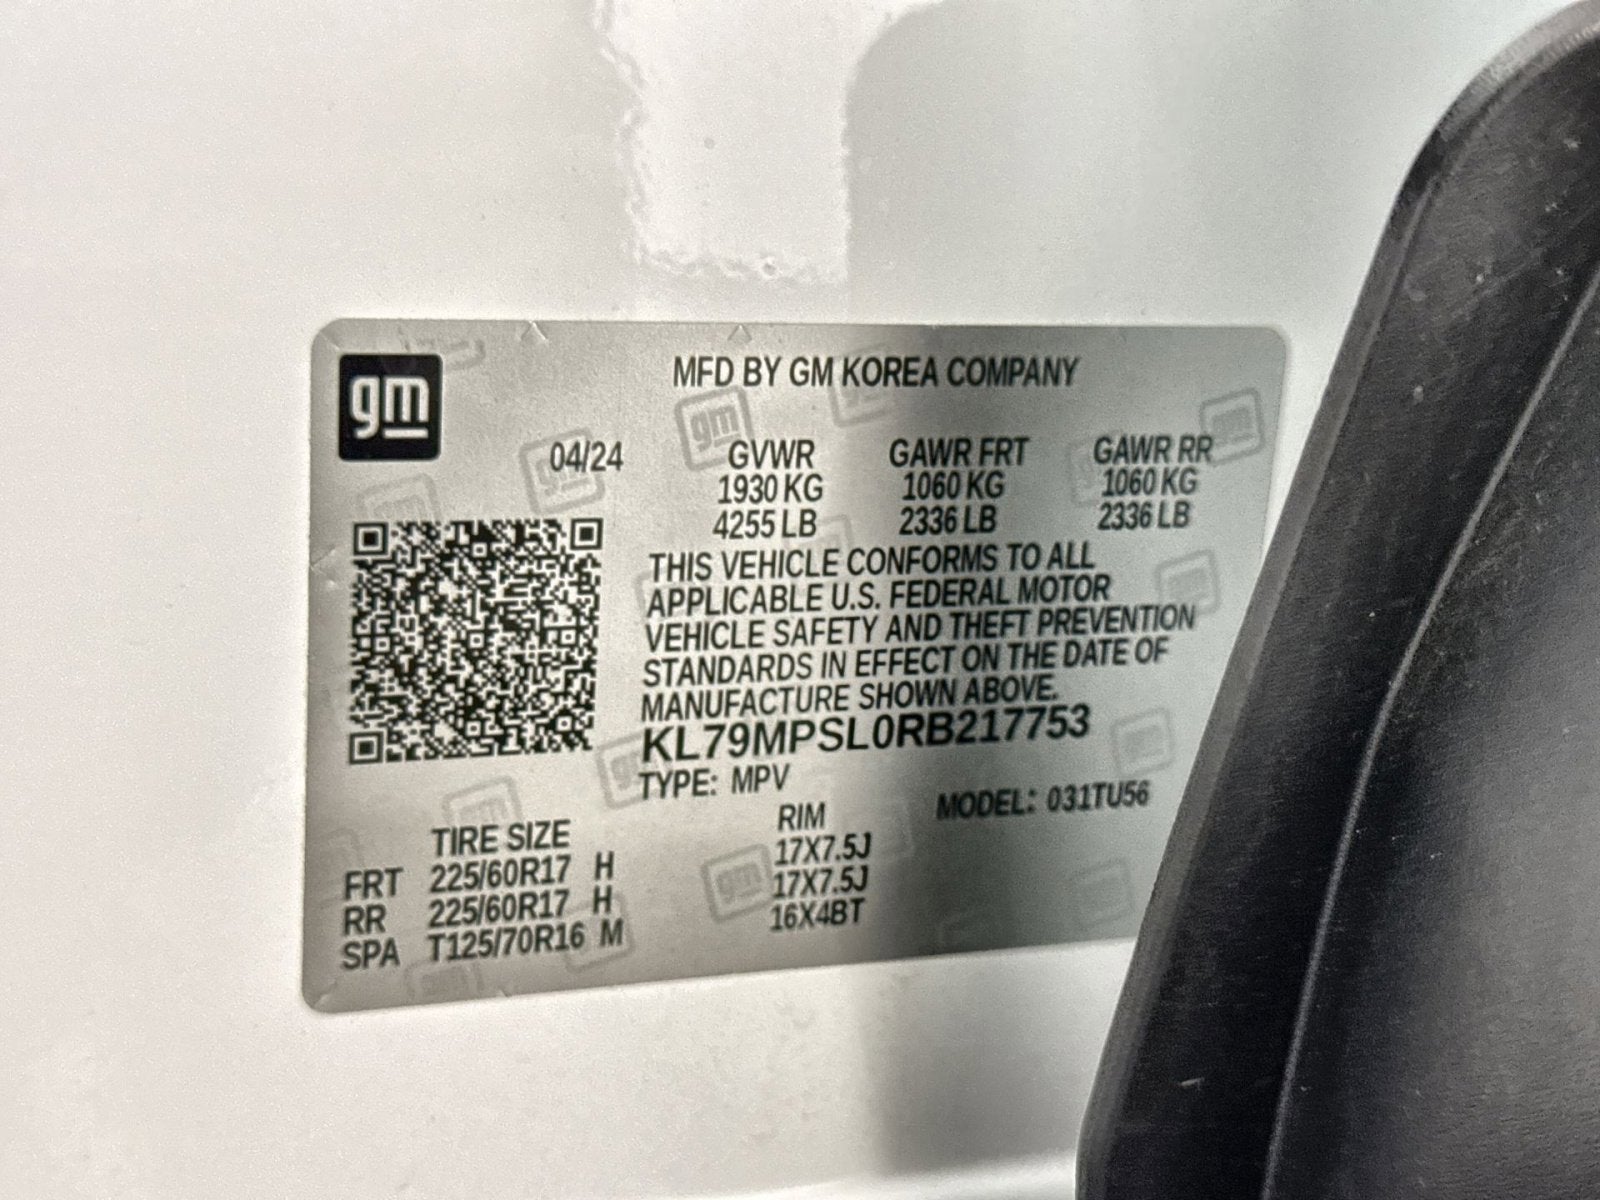 gm
MFD BY GM KOREA COMPANY
04/24 GVWR GAWR FRT GAWR RR
1930 KG 1060 KG 1060 KG
4255 LB 2336 LB 2336 LB
THIS VEHICLE CONFORMS TO ALL
APPLICABLE U.S. FEDERAL MOTOR
VEHICLE SAFETY AND THEFT PREVENTION
STANDARDS IN EFFECT ON THE DATE OF
MANUFACTURE SHOWN ABOVE.
KL79MPSL0RB217753
TYPE: MPV MODEL: 031TU56
TIRE SIZE RIM
FRT 225/60R17 H 17X7.5J
RR 225/60R17 H 17X7.5J
SPA T125/70R16 M 16X4BT